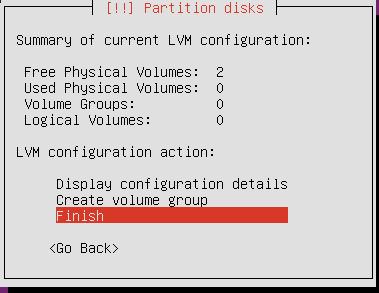 [!!] Partition disks
Summary of current LVM configuration:
Free Physical Volumes: 2
Used Physical Volumes: 0
Volume Groups: 0
Logical Volumes: 0
LVM configuration action:
Display configuration details
Create volume group
Finish
<Go Back>